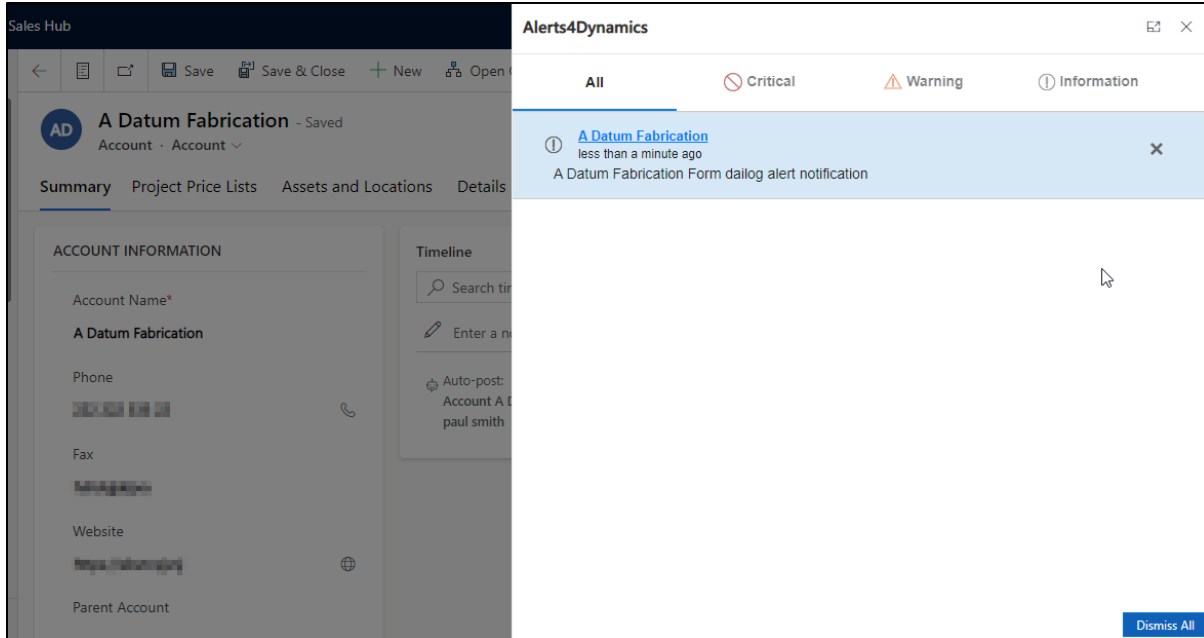 Sales Hub
Save
Save & Close
New
Open
AD
A Datum Fabrication - Saved
Account · Account
Summary
Project Price Lists
Assets and Locations
Details
ACCOUNT INFORMATION
Account Name*
A Datum Fabrication
Phone
Fax
Website
Parent Account
Timeline
Search
Enter a
Auto-post:
Account A
paul smith
Alerts4Dynamics
All
Critical
Warning
Information
A Datum Fabrication
less than a minute ago
A Datum Fabrication Form dailog alert notification
Dismiss All